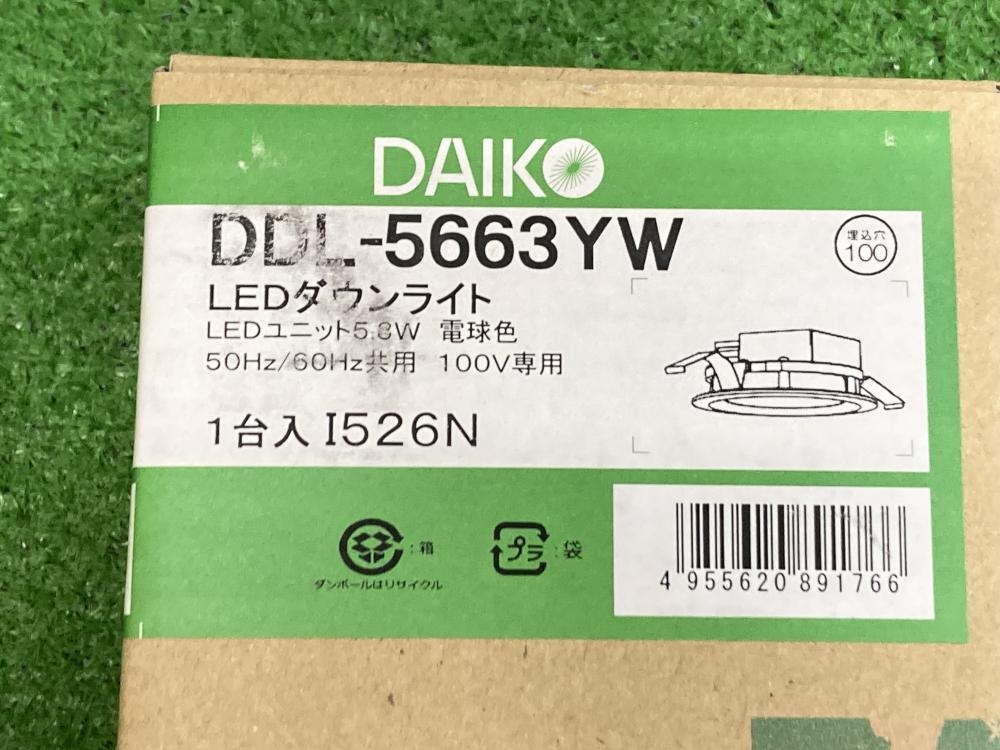 DAIKO
DDL-5663YW
埋込穴
100
LEDダウンライト
LEDユニット5.8W 電球色
50Hz/60Hz共用 100V専用
1台入 I526N
:箱
ダンボールはリサイクル
プラ :袋
4 955620 891766